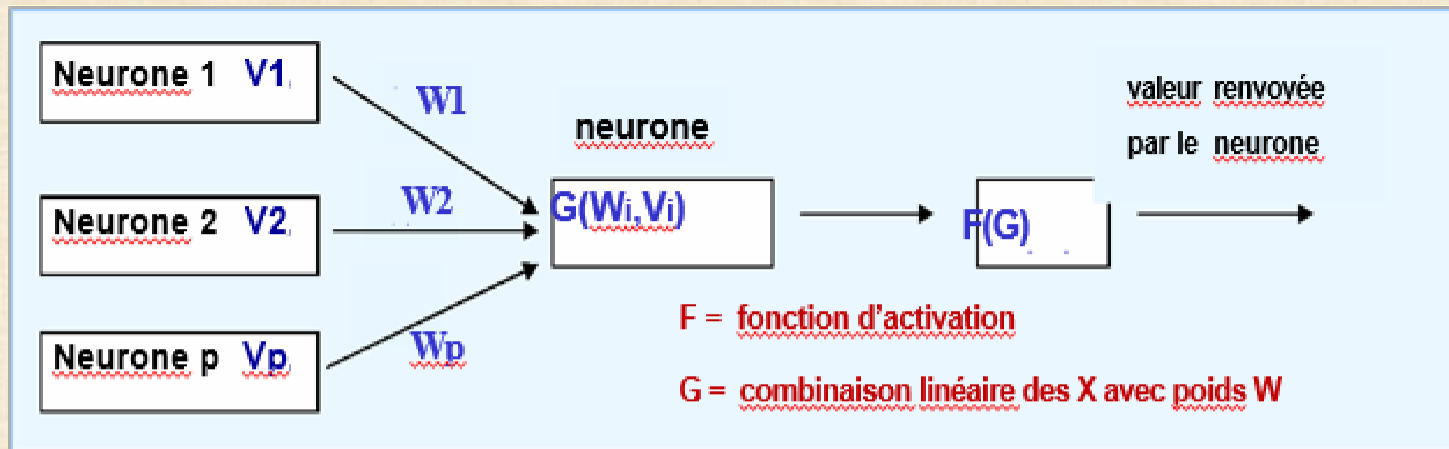 Neurone 1 V1
W1
valeur renvoyée
par le neurone
neurone
Neurone 2 V2
W2
G(Wi,Vi)
F(G)
Neurone p Vp
Wp
F = fonction d'activation
G = combinaison linéaire des X avec poids W